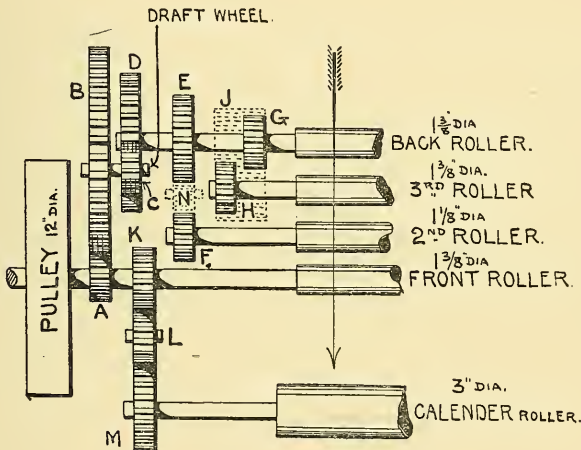 DRAFT WHEEL.
D
B
E
J
G
1 3/8" DIA
BACK ROLLER.
1 3/8" DIA.
3RD ROLLER
C
N
H
1 1/8" DIA
2ND ROLLER.
K
F.
1 3/8" DIA.
FRONT ROLLER.
PULLEY 12" DIA.
A
L
3" DIA.
CALENDER ROLLER.
M